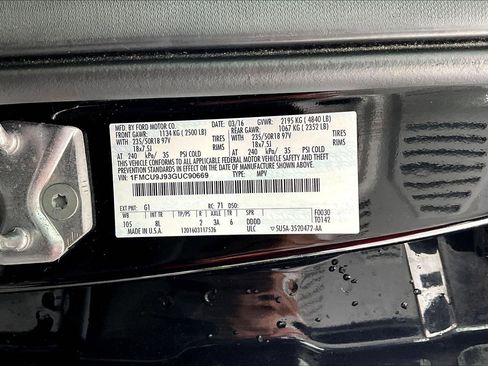 MFD. BY FORD MOTOR CO.
DATE: 03/16 GVWR: 2195 KG ( 4840 LB)
FRONT GAWR: 1134 KG ( 2500 LB) REAR GAWR: 1067 KG ( 2352 LB)
WITH 235/50R18 97V TIRES WITH 235/50R18 97V TIRES
18x7.5J RIMS 18x7.5J RIMS
AT 240 kPa/ 35 PSI COLD AT 240 kPa/ 35 PSI COLD
THIS VEHICLE CONFORMS TO ALL APPLICABLE FEDERAL MOTOR VEHICLE SAFETY AND THEFT PREVENTION STANDARDS IN EFFECT ON THE DATE OF MANUFACTURE SHOWN ABOVE.
VIN: 1FMCU9J93GUC90669
TYPE: MPV
EXT PNT: G1 RC: 71 DSO:
WB INT TR TP/PS R AXLE TR SPR F0030
105 8L 2 3A 6 DDDD T0142
1201603117526 ULC 5U5A-3520472-AA